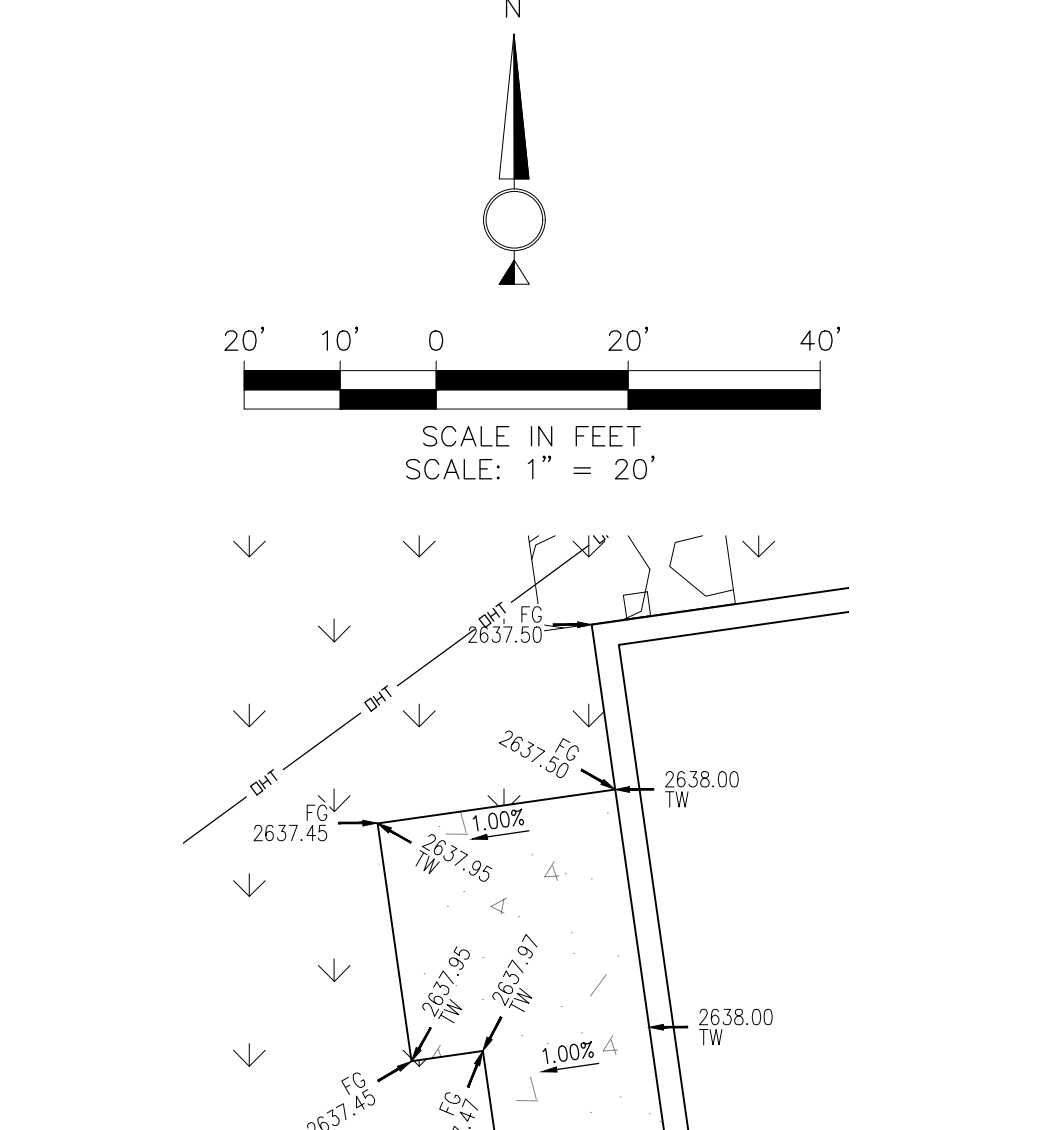 N
20' 10' 0 20' 40'
SCALE IN FEET
SCALE: 1" = 20'
OHT
FG
2637.50
OHT
FG
2637.50
2638.00
TW
OHT
FG
2637.45
1.00%
2637.95
TW
2637.95
TW
2637.97
TW
2638.00
TW
1.00%
FG
2637.45
FG